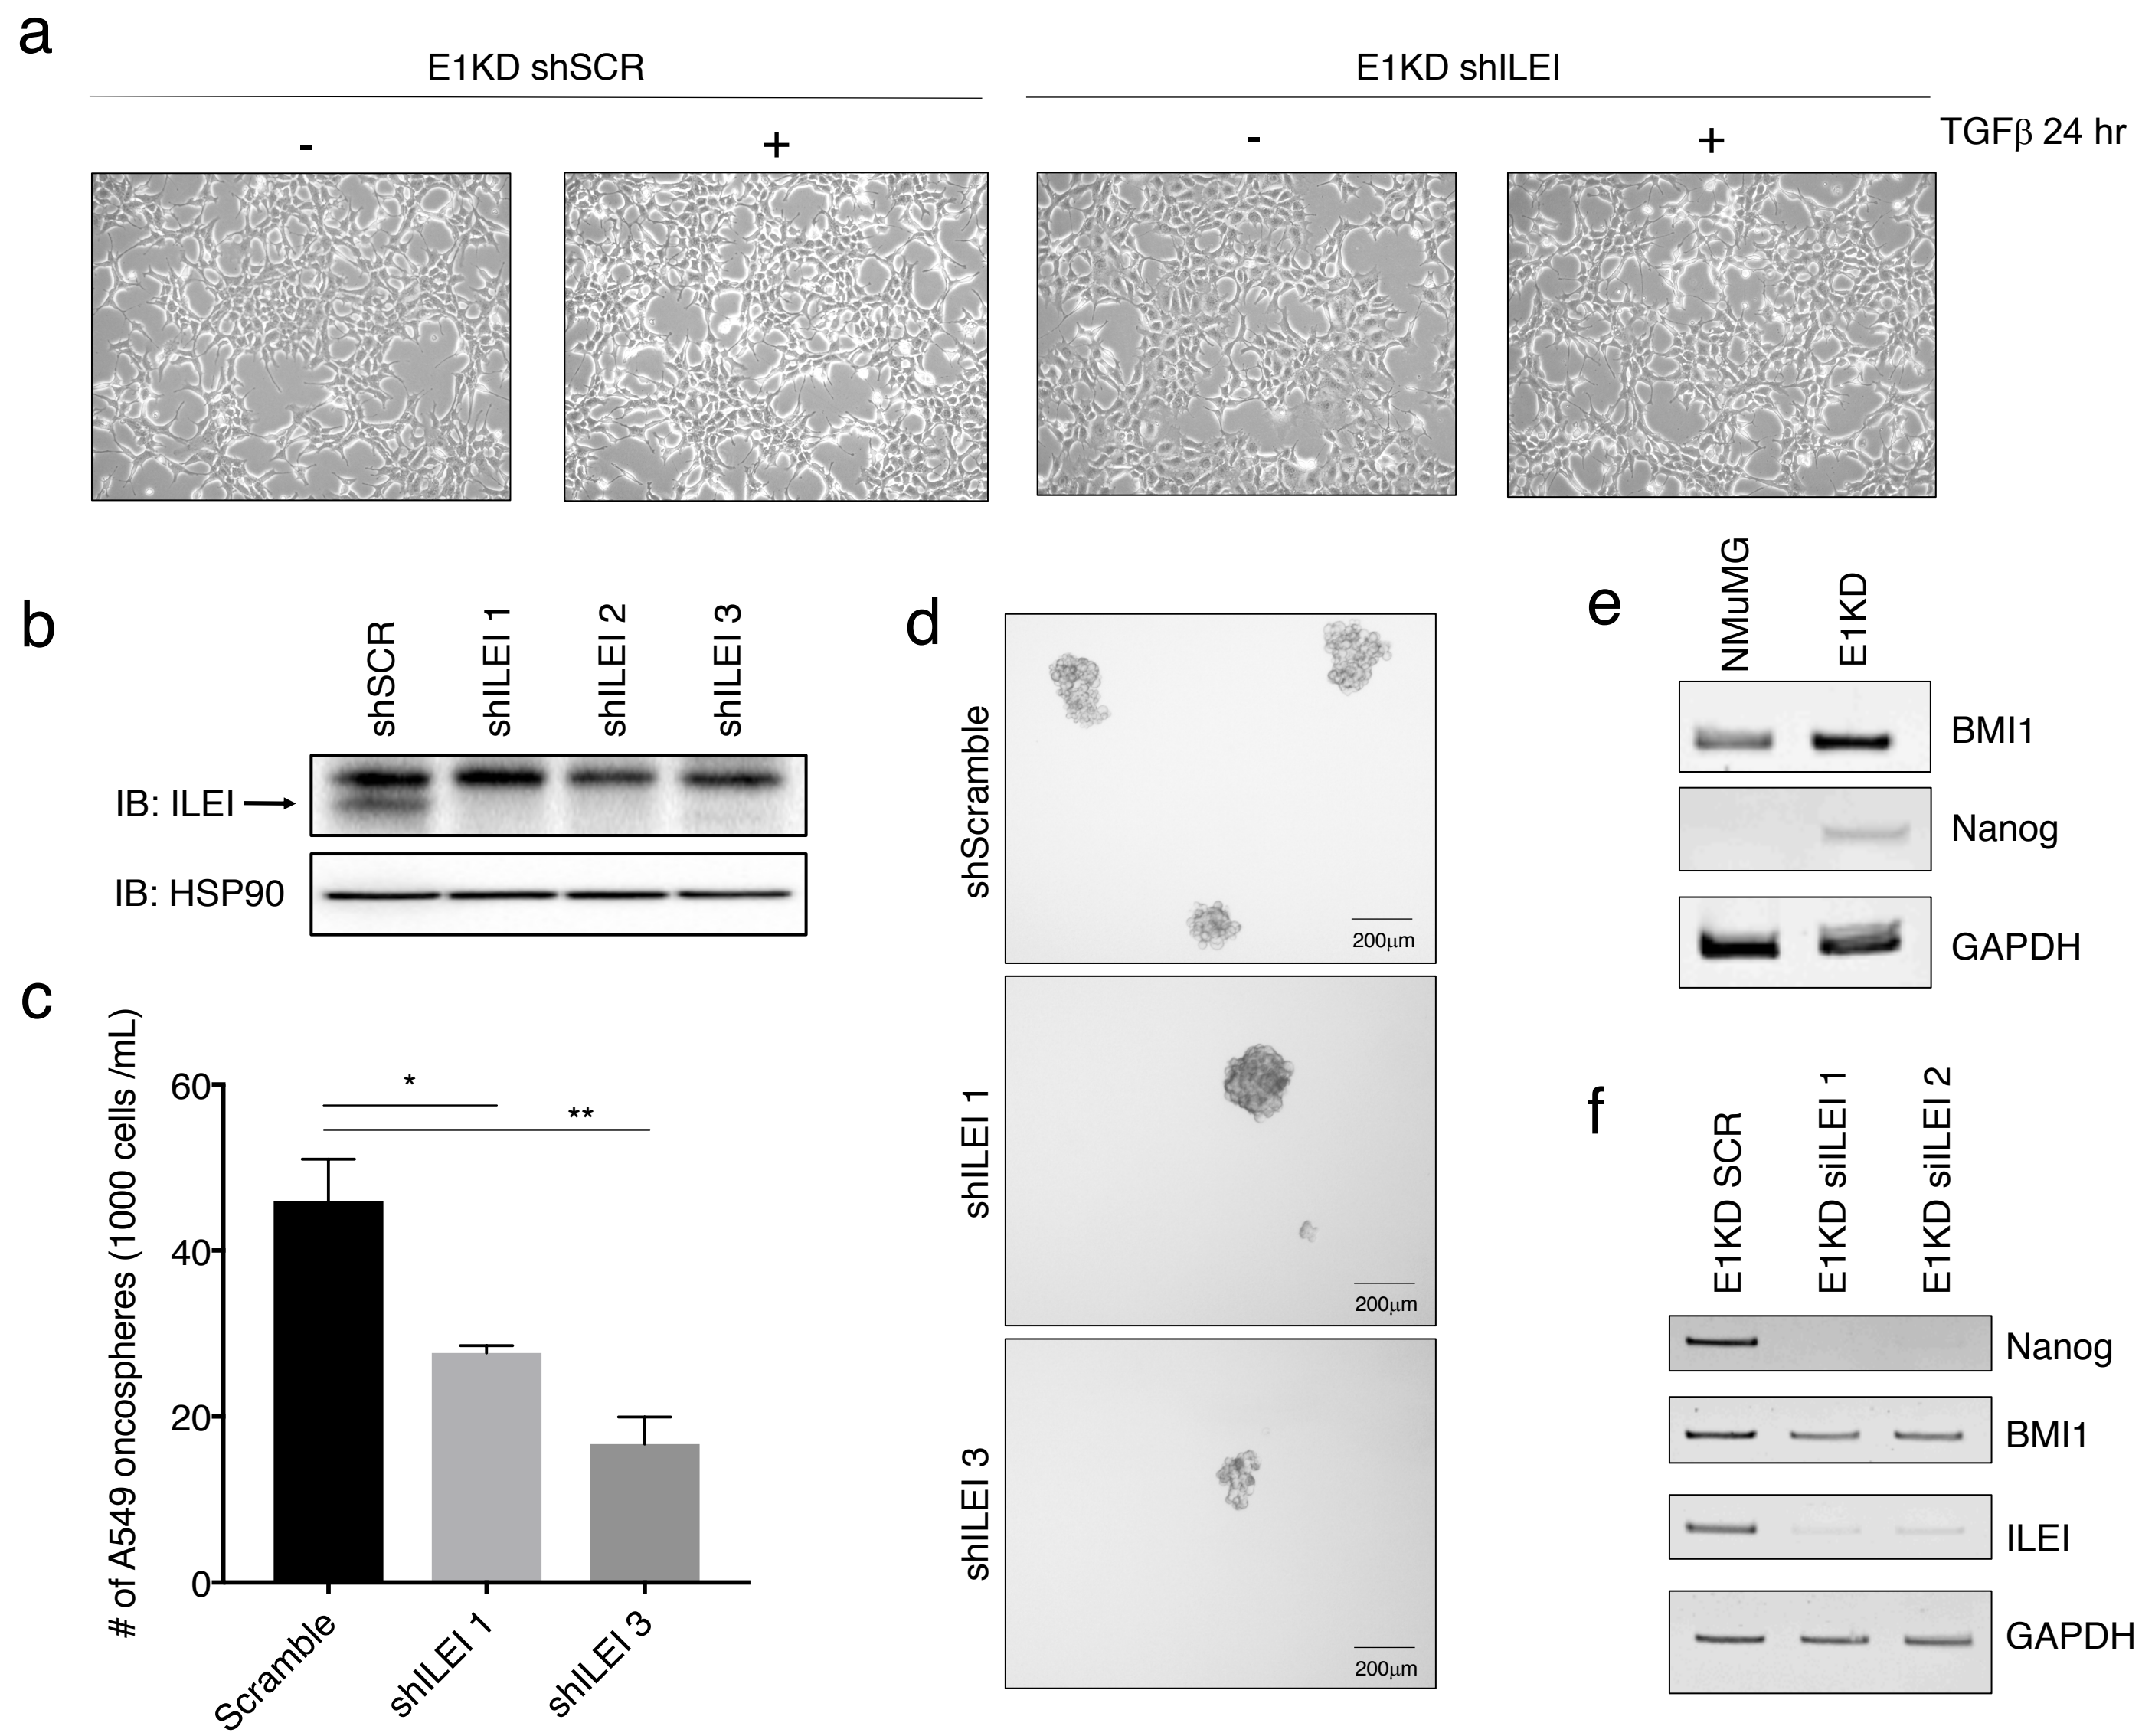 a
E1KD shSCR
E1KD shILEI
-
+
-
+
TGFβ 24 hr
b
shSCR
shILEI 1
shILEI 2
shILEI 3
IB: ILEI
IB: HSP90
c
# of A549 oncospheres (1000 cells /mL)
60
40
20
0
*
**
Scramble
shILEI 1
shILEI 3
d
shScramble
200μm
shILEI 1
200μm
shILEI 3
200μm
e
NMuMG
E1KD
BMI1
Nanog
GAPDH
f
E1KD SCR
E1KD siILEI 1
E1KD siILEI 2
Nanog
BMI1
ILEI
GAPDH